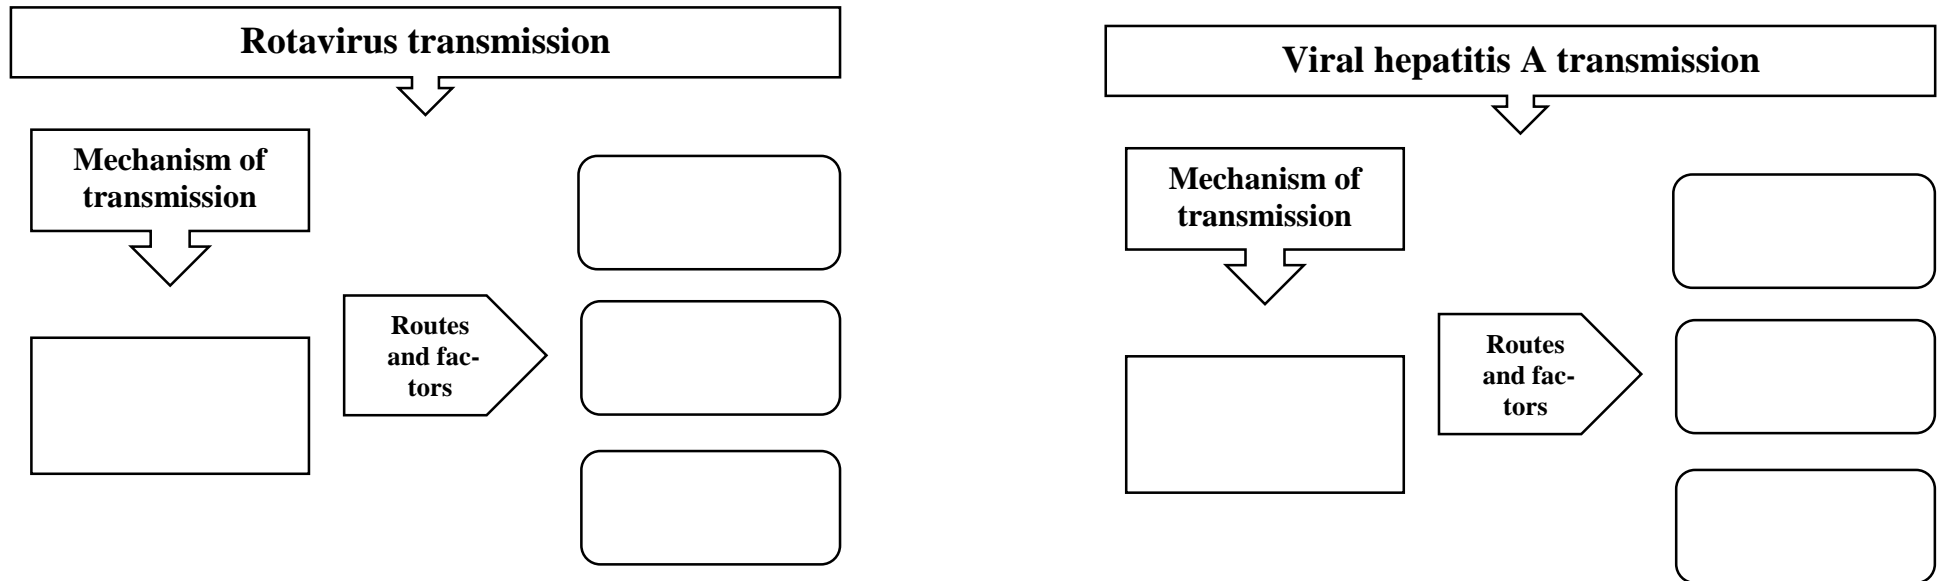 Rotavirus transmission
Mechanism of
transmission
Routes
and fac-
tors
Viral hepatitis A transmission
Mechanism of
transmission
Routes
and fac-
tors